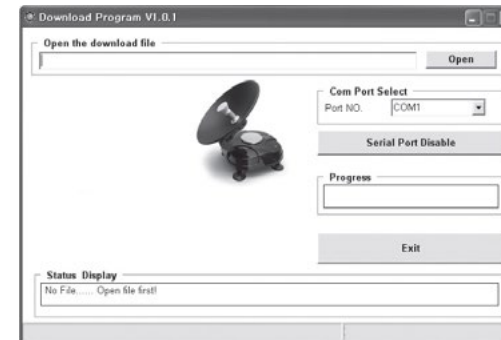 Download Program V1.0.1
Open the download file
Open
Com Port Select
Port NO. COM1
Serial Port Disable
Progress
Exit
Status Display
No File...... Open file first!